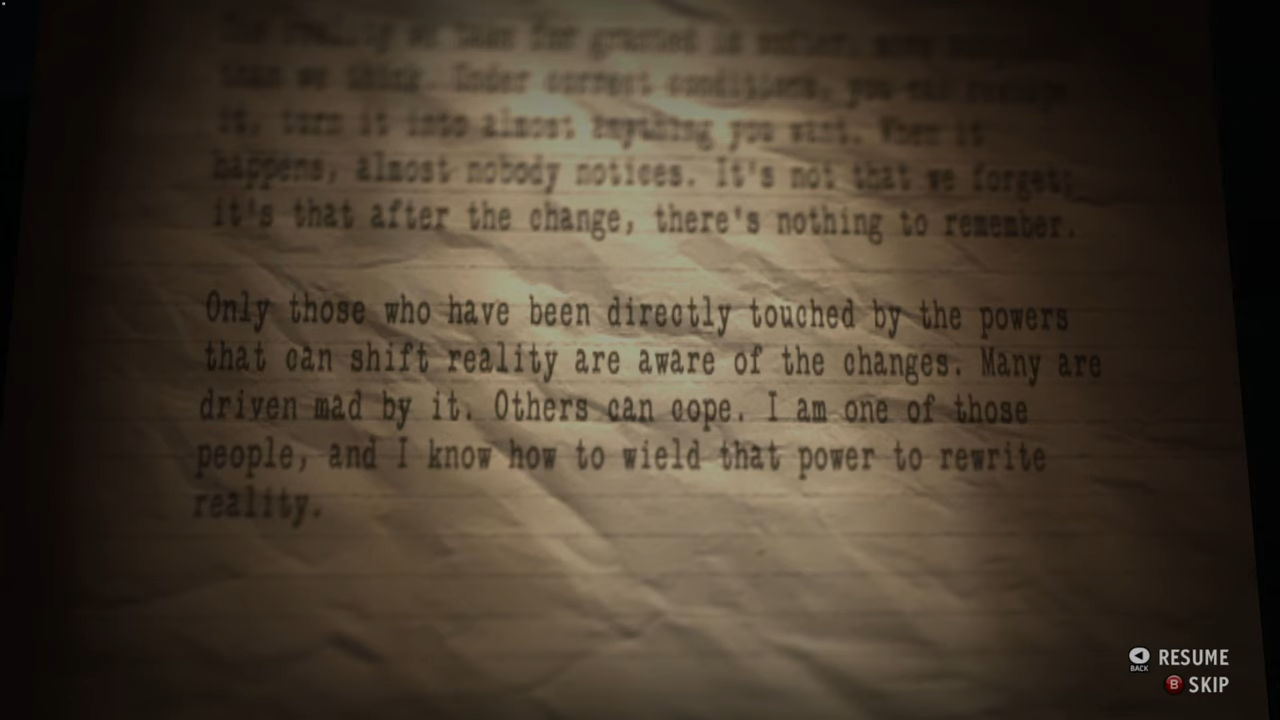 The reality we take for granted is softer, more
than we think. Under correct conditions, you can reshape
it, turn it into almost anything you want. When it
happens, almost nobody notices. It's not that we forget;
it's that after the change, there's nothing to remember.
Only those who have been directly touched by the powers
that can shift reality are aware of the changes. Many are
driven mad by it. Others can cope. I am one of those
people, and I know how to wield that power to rewrite
reality.
BACK RESUME
B SKIP